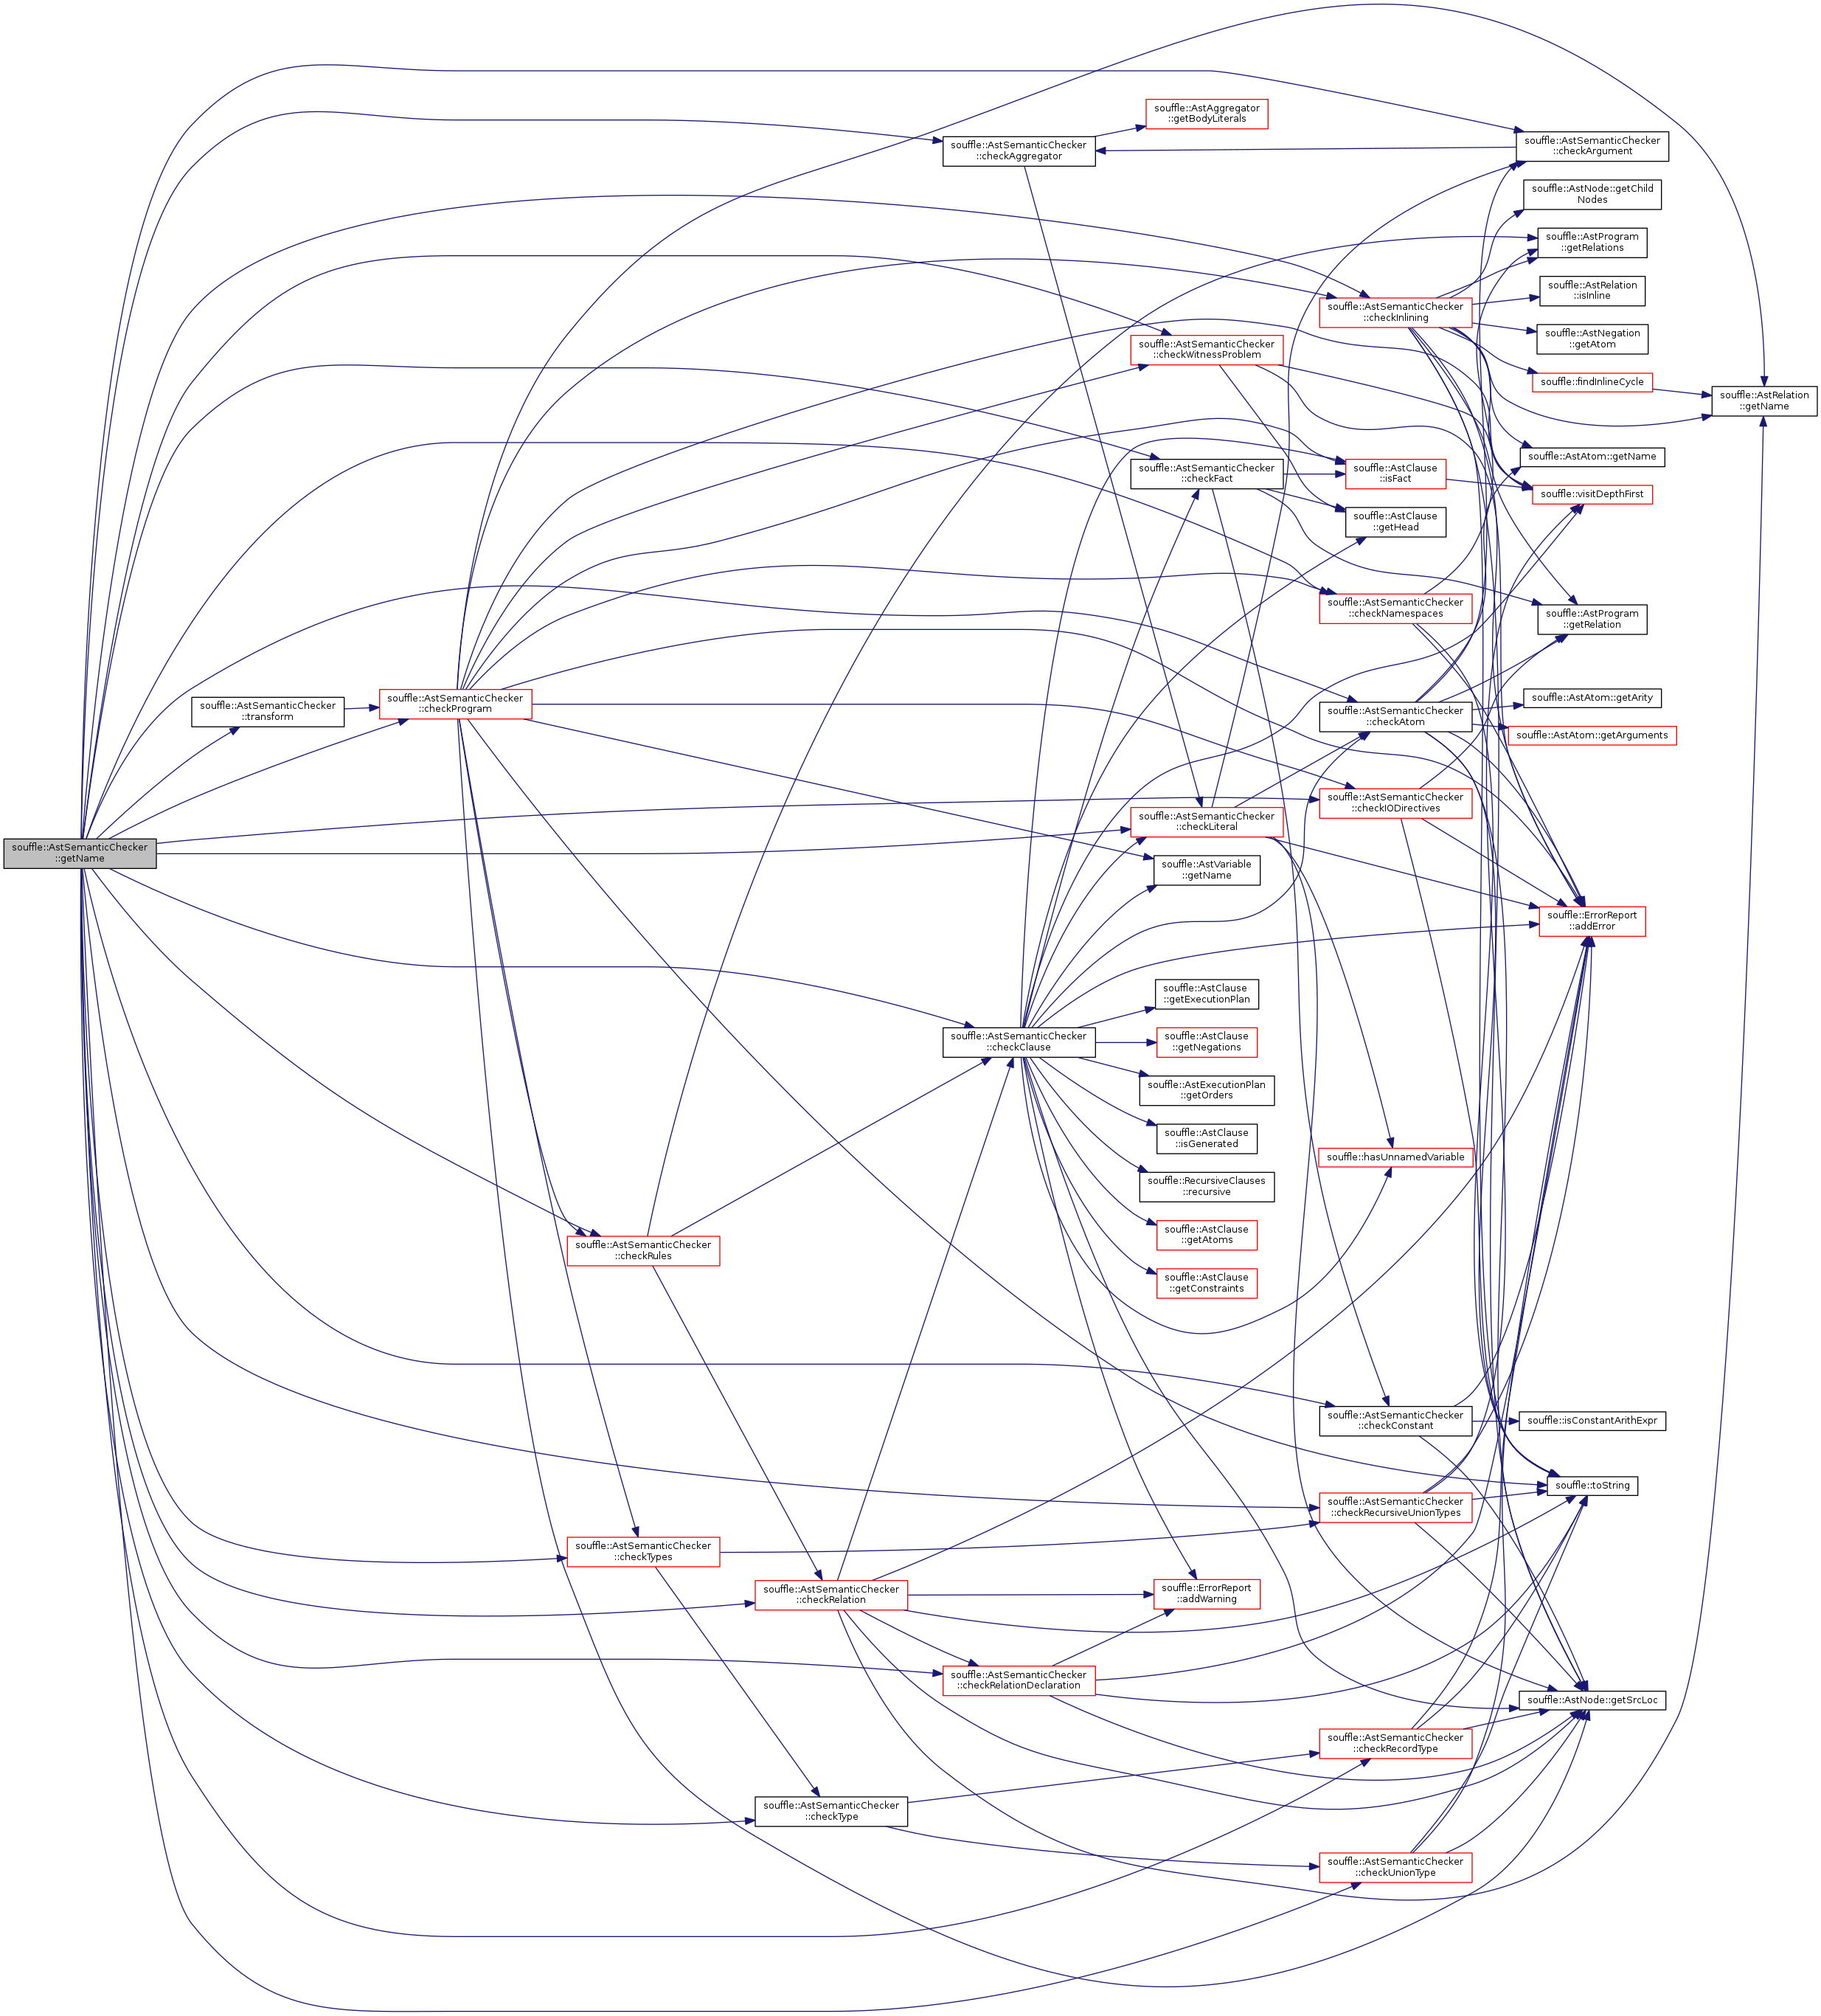 souffle::AstSemanticChecker
::getName
souffle::AstSemanticChecker
::transform
souffle::AstSemanticChecker
::checkProgram
souffle::AstSemanticChecker
::checkRules
souffle::AstSemanticChecker
::checkTypes
souffle::AstSemanticChecker
::checkRelation
souffle::AstSemanticChecker
::checkType
souffle::AstSemanticChecker
::checkAggregator
souffle::AstSemanticChecker
::checkClause
souffle::AstSemanticChecker
::checkRelationDeclaration
souffle::AstAggregator
::getBodyLiterals
souffle::AstSemanticChecker
::checkWitnessProblem
souffle::AstSemanticChecker
::checkFact
souffle::AstSemanticChecker
::checkLiteral
souffle::AstVariable
::getName
souffle::AstClause
::getExecutionPlan
souffle::AstClause
::getNegations
souffle::AstExecutionPlan
::getOrders
souffle::AstClause
::isGenerated
souffle::RecursiveClauses
::recursive
souffle::AstClause
::getAtoms
souffle::AstClause
::getConstraints
souffle::ErrorReport
::addWarning
souffle::AstSemanticChecker
::checkInlining
souffle::AstClause
::isFact
souffle::AstClause
::getHead
souffle::AstSemanticChecker
::checkNamespaces
souffle::AstSemanticChecker
::checkAtom
souffle::AstSemanticChecker
::checkIODirectives
souffle::hasUnnamedVariable
souffle::AstSemanticChecker
::checkConstant
souffle::AstSemanticChecker
::checkRecursiveUnionTypes
souffle::AstSemanticChecker
::checkRecordType
souffle::AstSemanticChecker
::checkUnionType
souffle::AstSemanticChecker
::checkArgument
souffle::AstNode::getChild
Nodes
souffle::AstProgram
::getRelations
souffle::AstRelation
::isInline
souffle::AstNegation
::getAtom
souffle::findInlineCycle
souffle::AstAtom::getName
souffle::visitDepthFirst
souffle::AstProgram
::getRelation
souffle::AstAtom::getArity
souffle::AstAtom::getArguments
souffle::ErrorReport
::addError
souffle::isConstantArithExpr
souffle::toString
souffle::AstNode::getSrcLoc
souffle::AstRelation
::getName